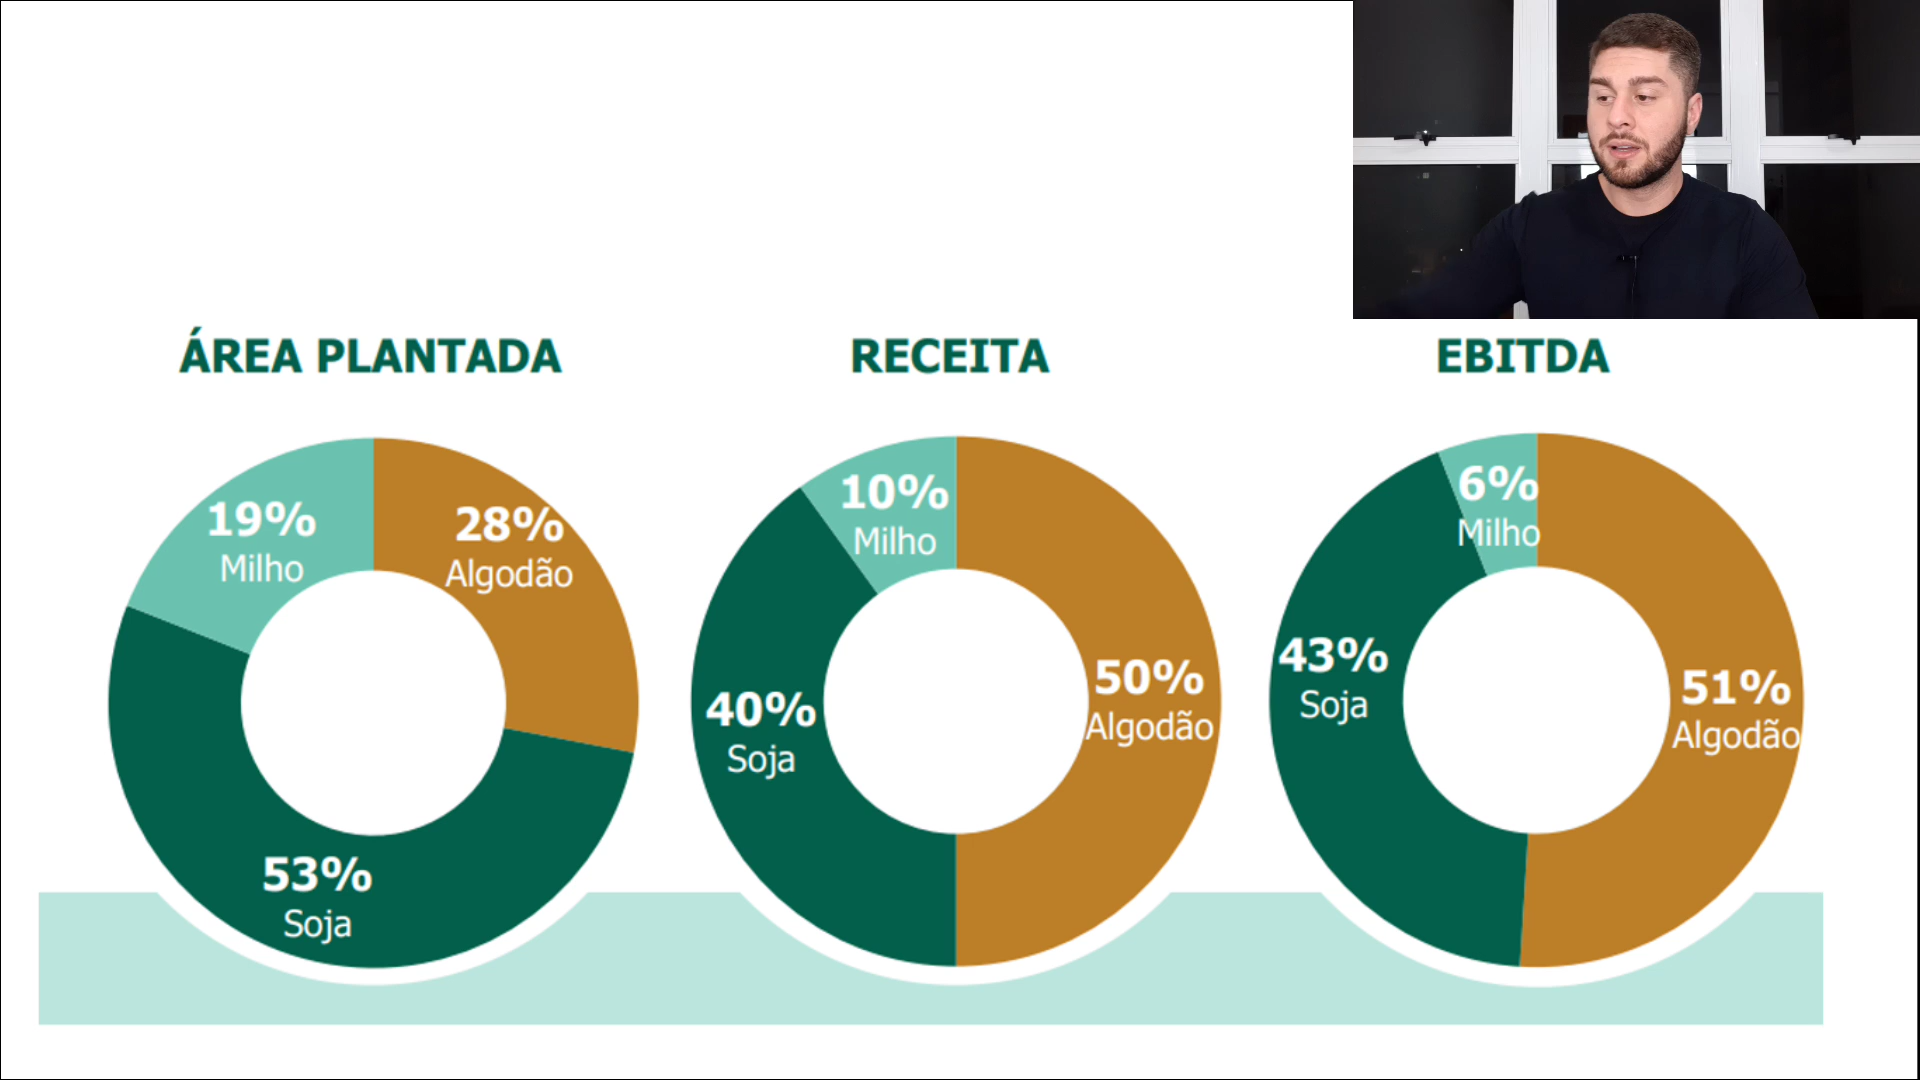 ÁREA PLANTADA
19%
Milho
28%
Algodão
53%
Soja
RECEITA
10%
Milho
40%
Soja
50%
Algodão
EBITDA
6%
Milho
43%
Soja
51%
Algodão